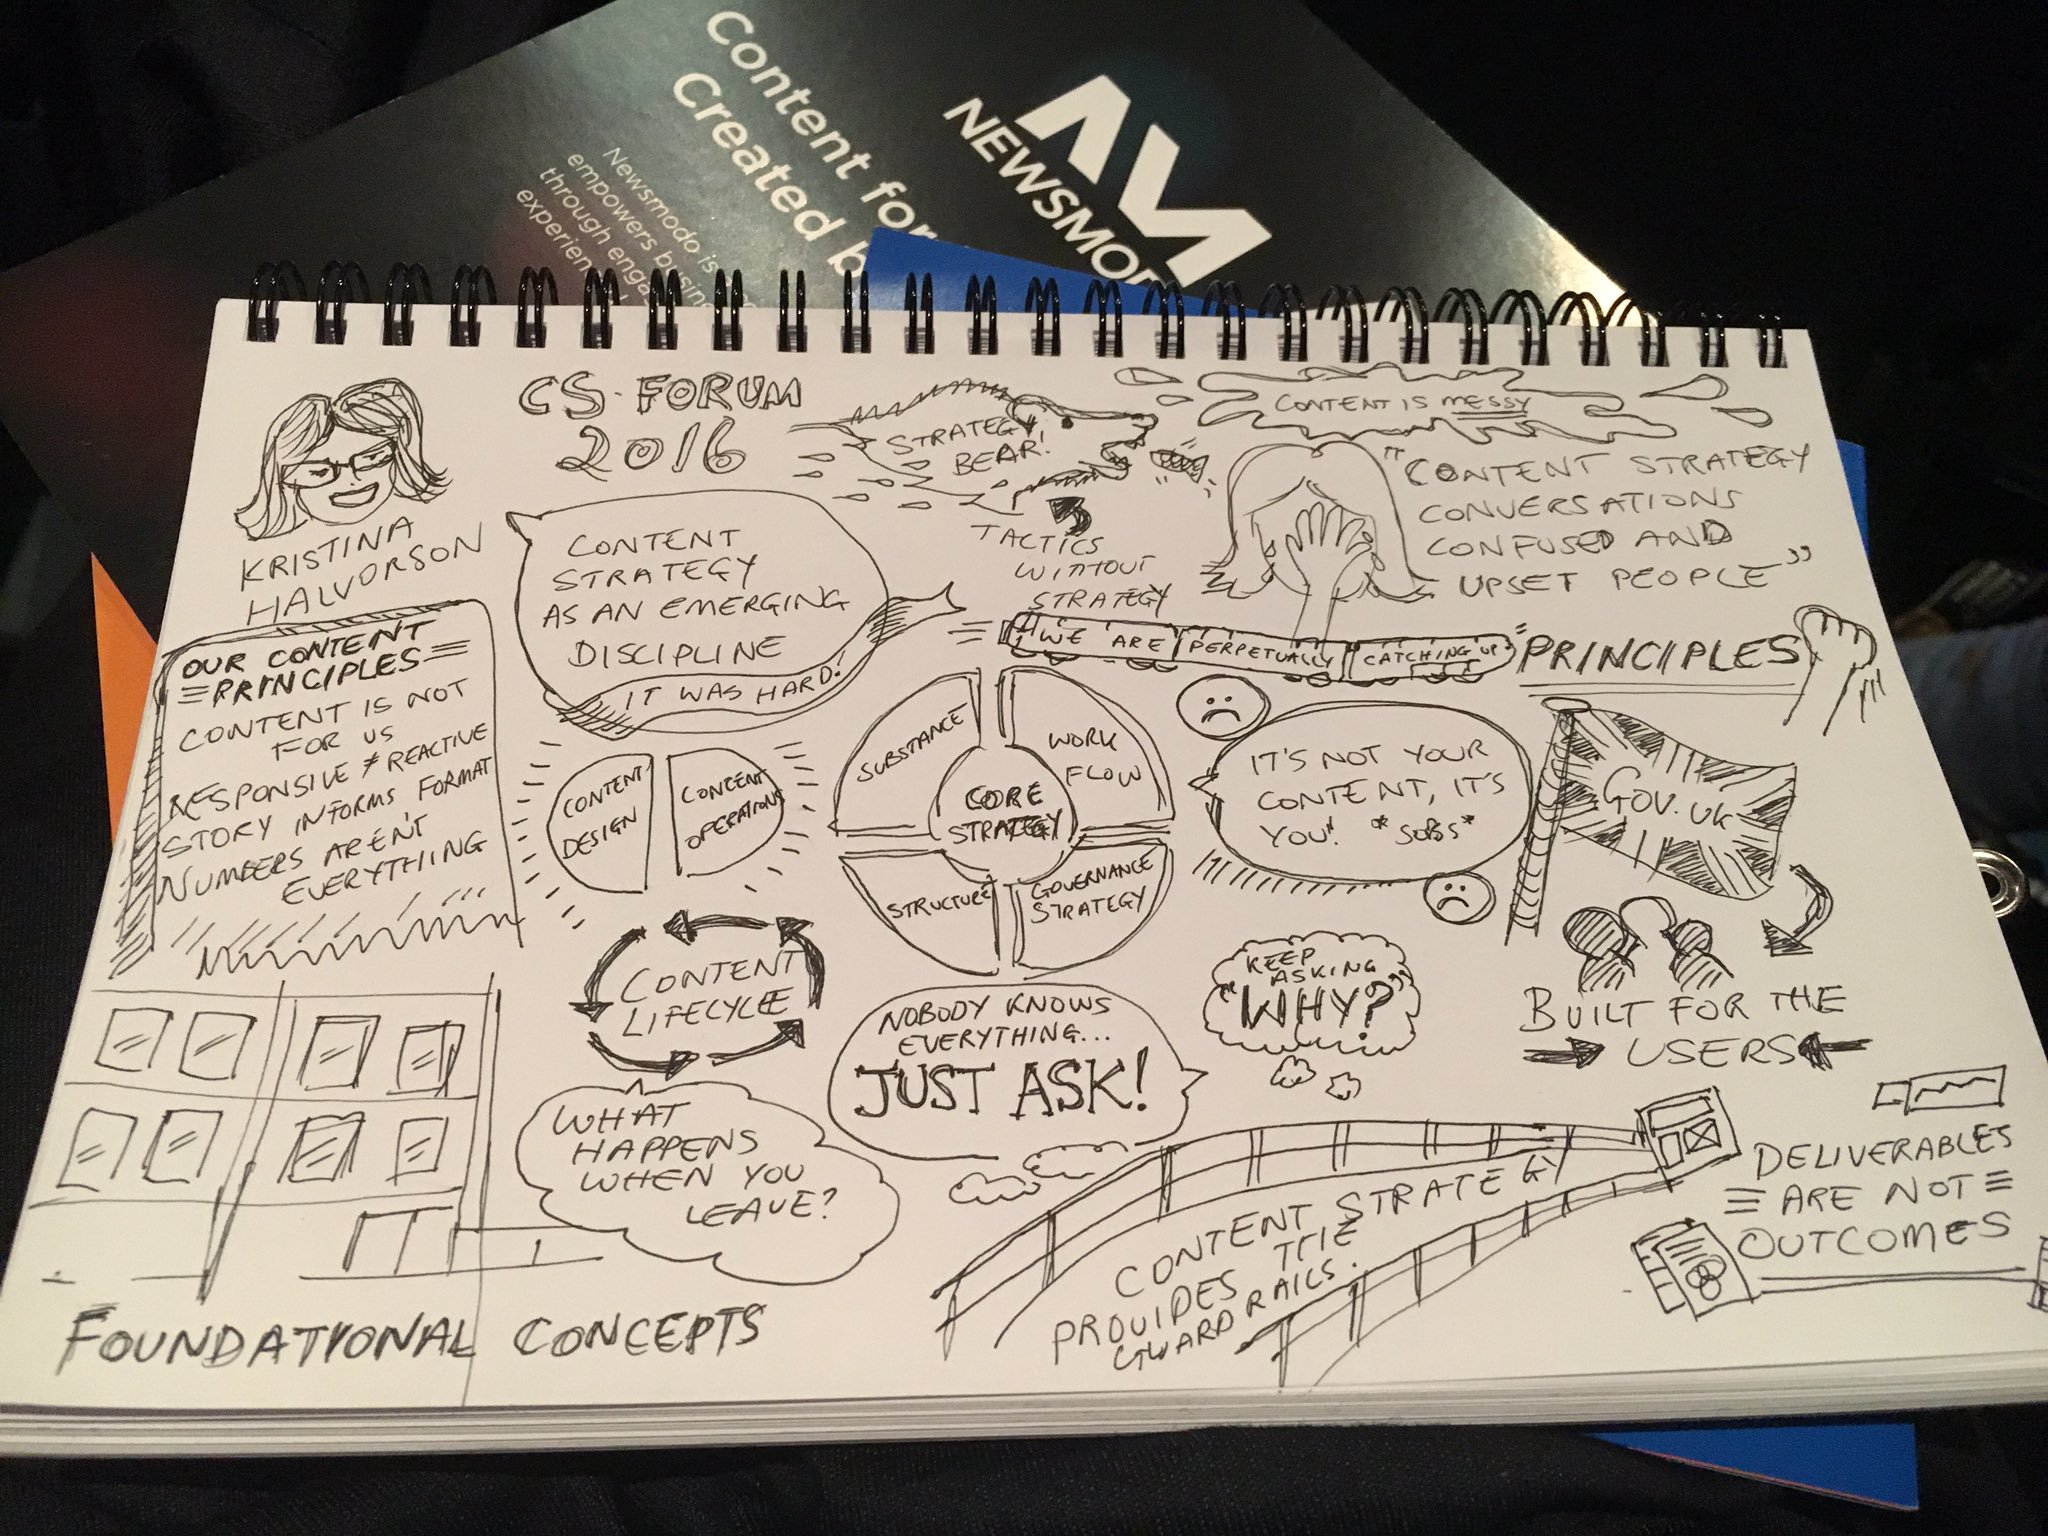 Content for
Created b
Newsmodo is
empowers busin
through enga
experien
NEWSMOD
CS FORUM
2016
KRISTINA
HALVORSON
STRATEGY
BEAR!
TACTICS
WITHOUT
STRATEGY
CONTENT IS MESSY
"CONTENT STRATEGY
CONVERSATIONS
CONFUSED AND
UPSET PEOPLE"
CONTENT
STRATEGY
AS AN EMERGING
DISCIPLINE
IT WAS HARD!
"WE ARE PERPETUALLY CATCHING UP"
OUR CONTENT
PRINCIPLES
CONTENT IS NOT
FOR US
RESPONSIVE ≠ REACTIVE
STORY INFORMS FORMAT
NUMBERS AREN'T
EVERYTHING
CONTENT
DESIGN
CONTENT
OPERATIONS
SUBSTANCE
WORK
FLOW
CORE
STRATEGY
STRUCTURE
GOVERNANCE
STRATEGY
IT'S NOT YOUR
CONTENT, IT'S
YOU! *SOBS*
PRINCIPLES
GOV.UK
BUILT FOR THE
USERS
CONTENT
LIFECYCLE
NOBODY KNOWS
EVERYTHING...
JUST ASK!
KEEP
ASKING
"WHY?"
WHAT
HAPPENS
WHEN YOU
LEAVE?
CONTENT STRATEGY
PROVIDES THE
GUARDRAILS.
DELIVERABLES
ARE NOT
OUTCOMES
FOUNDATIONAL CONCEPTS